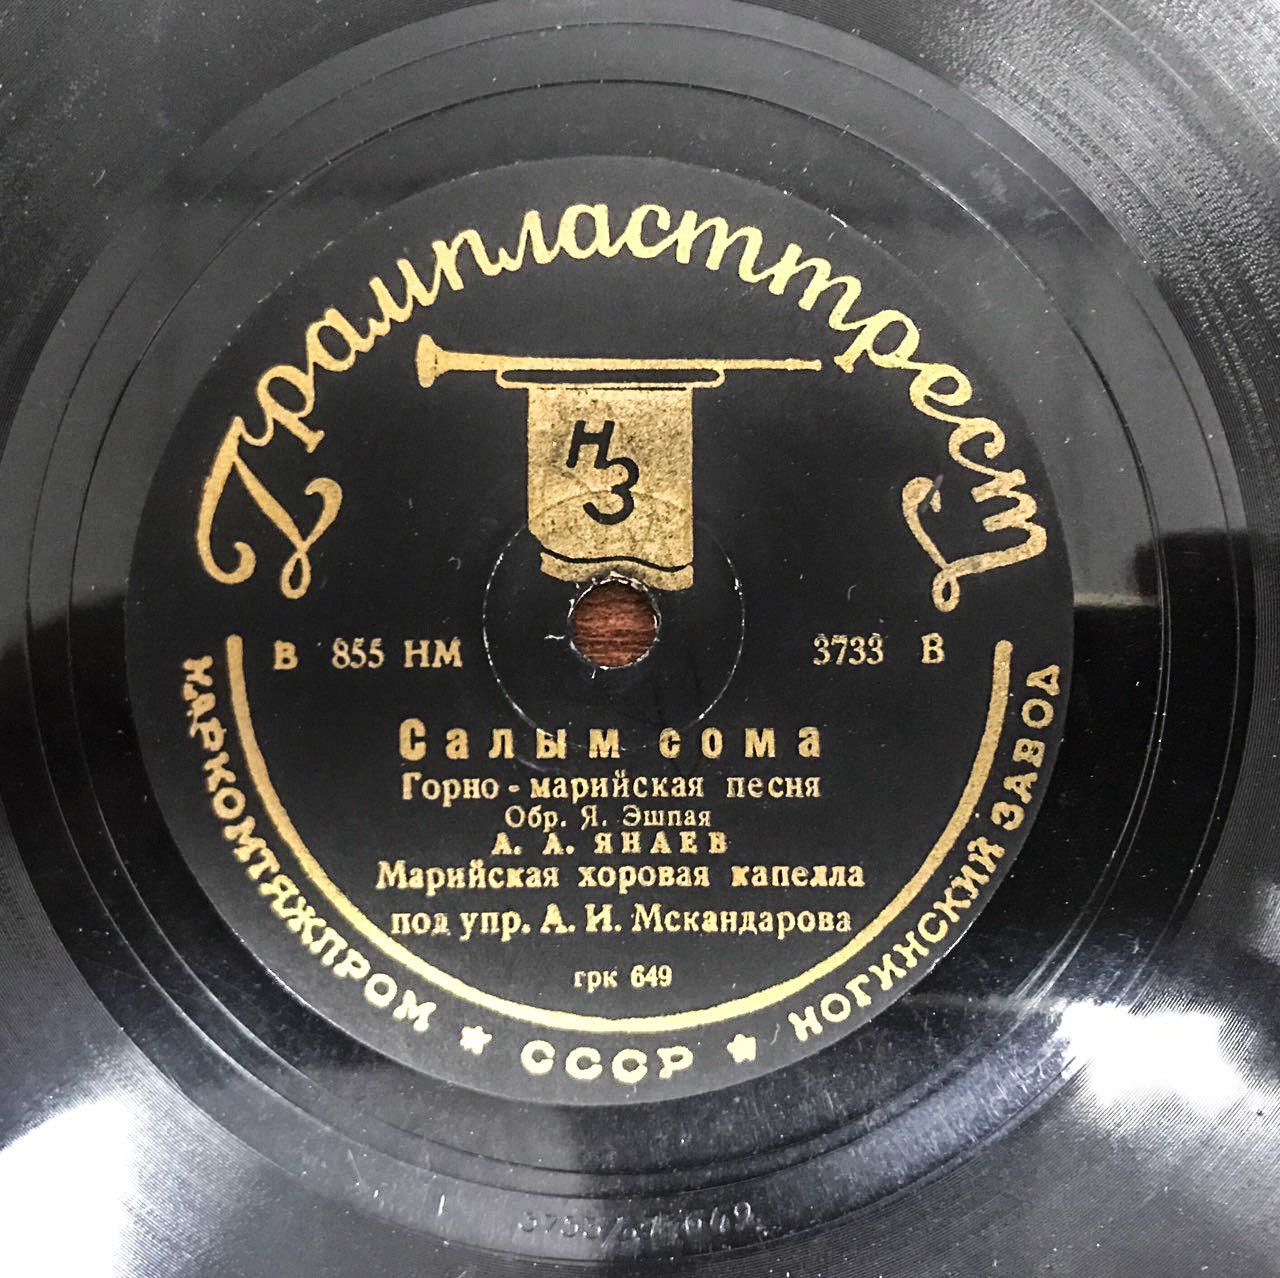 Грампласттрест
НЗ
В 855 НМ
3733 В
Салым сома
Горно-марийская песня
Обр. Я. Эшпая
А. А. ЯНАЕВ
Марийская хоровая капелла
под упр. А. И. Мскандарова
грк 649
НАРКОМТЯЖПРОМ ★ СССР ★ НОГИНСКИЙ ЗАВОД